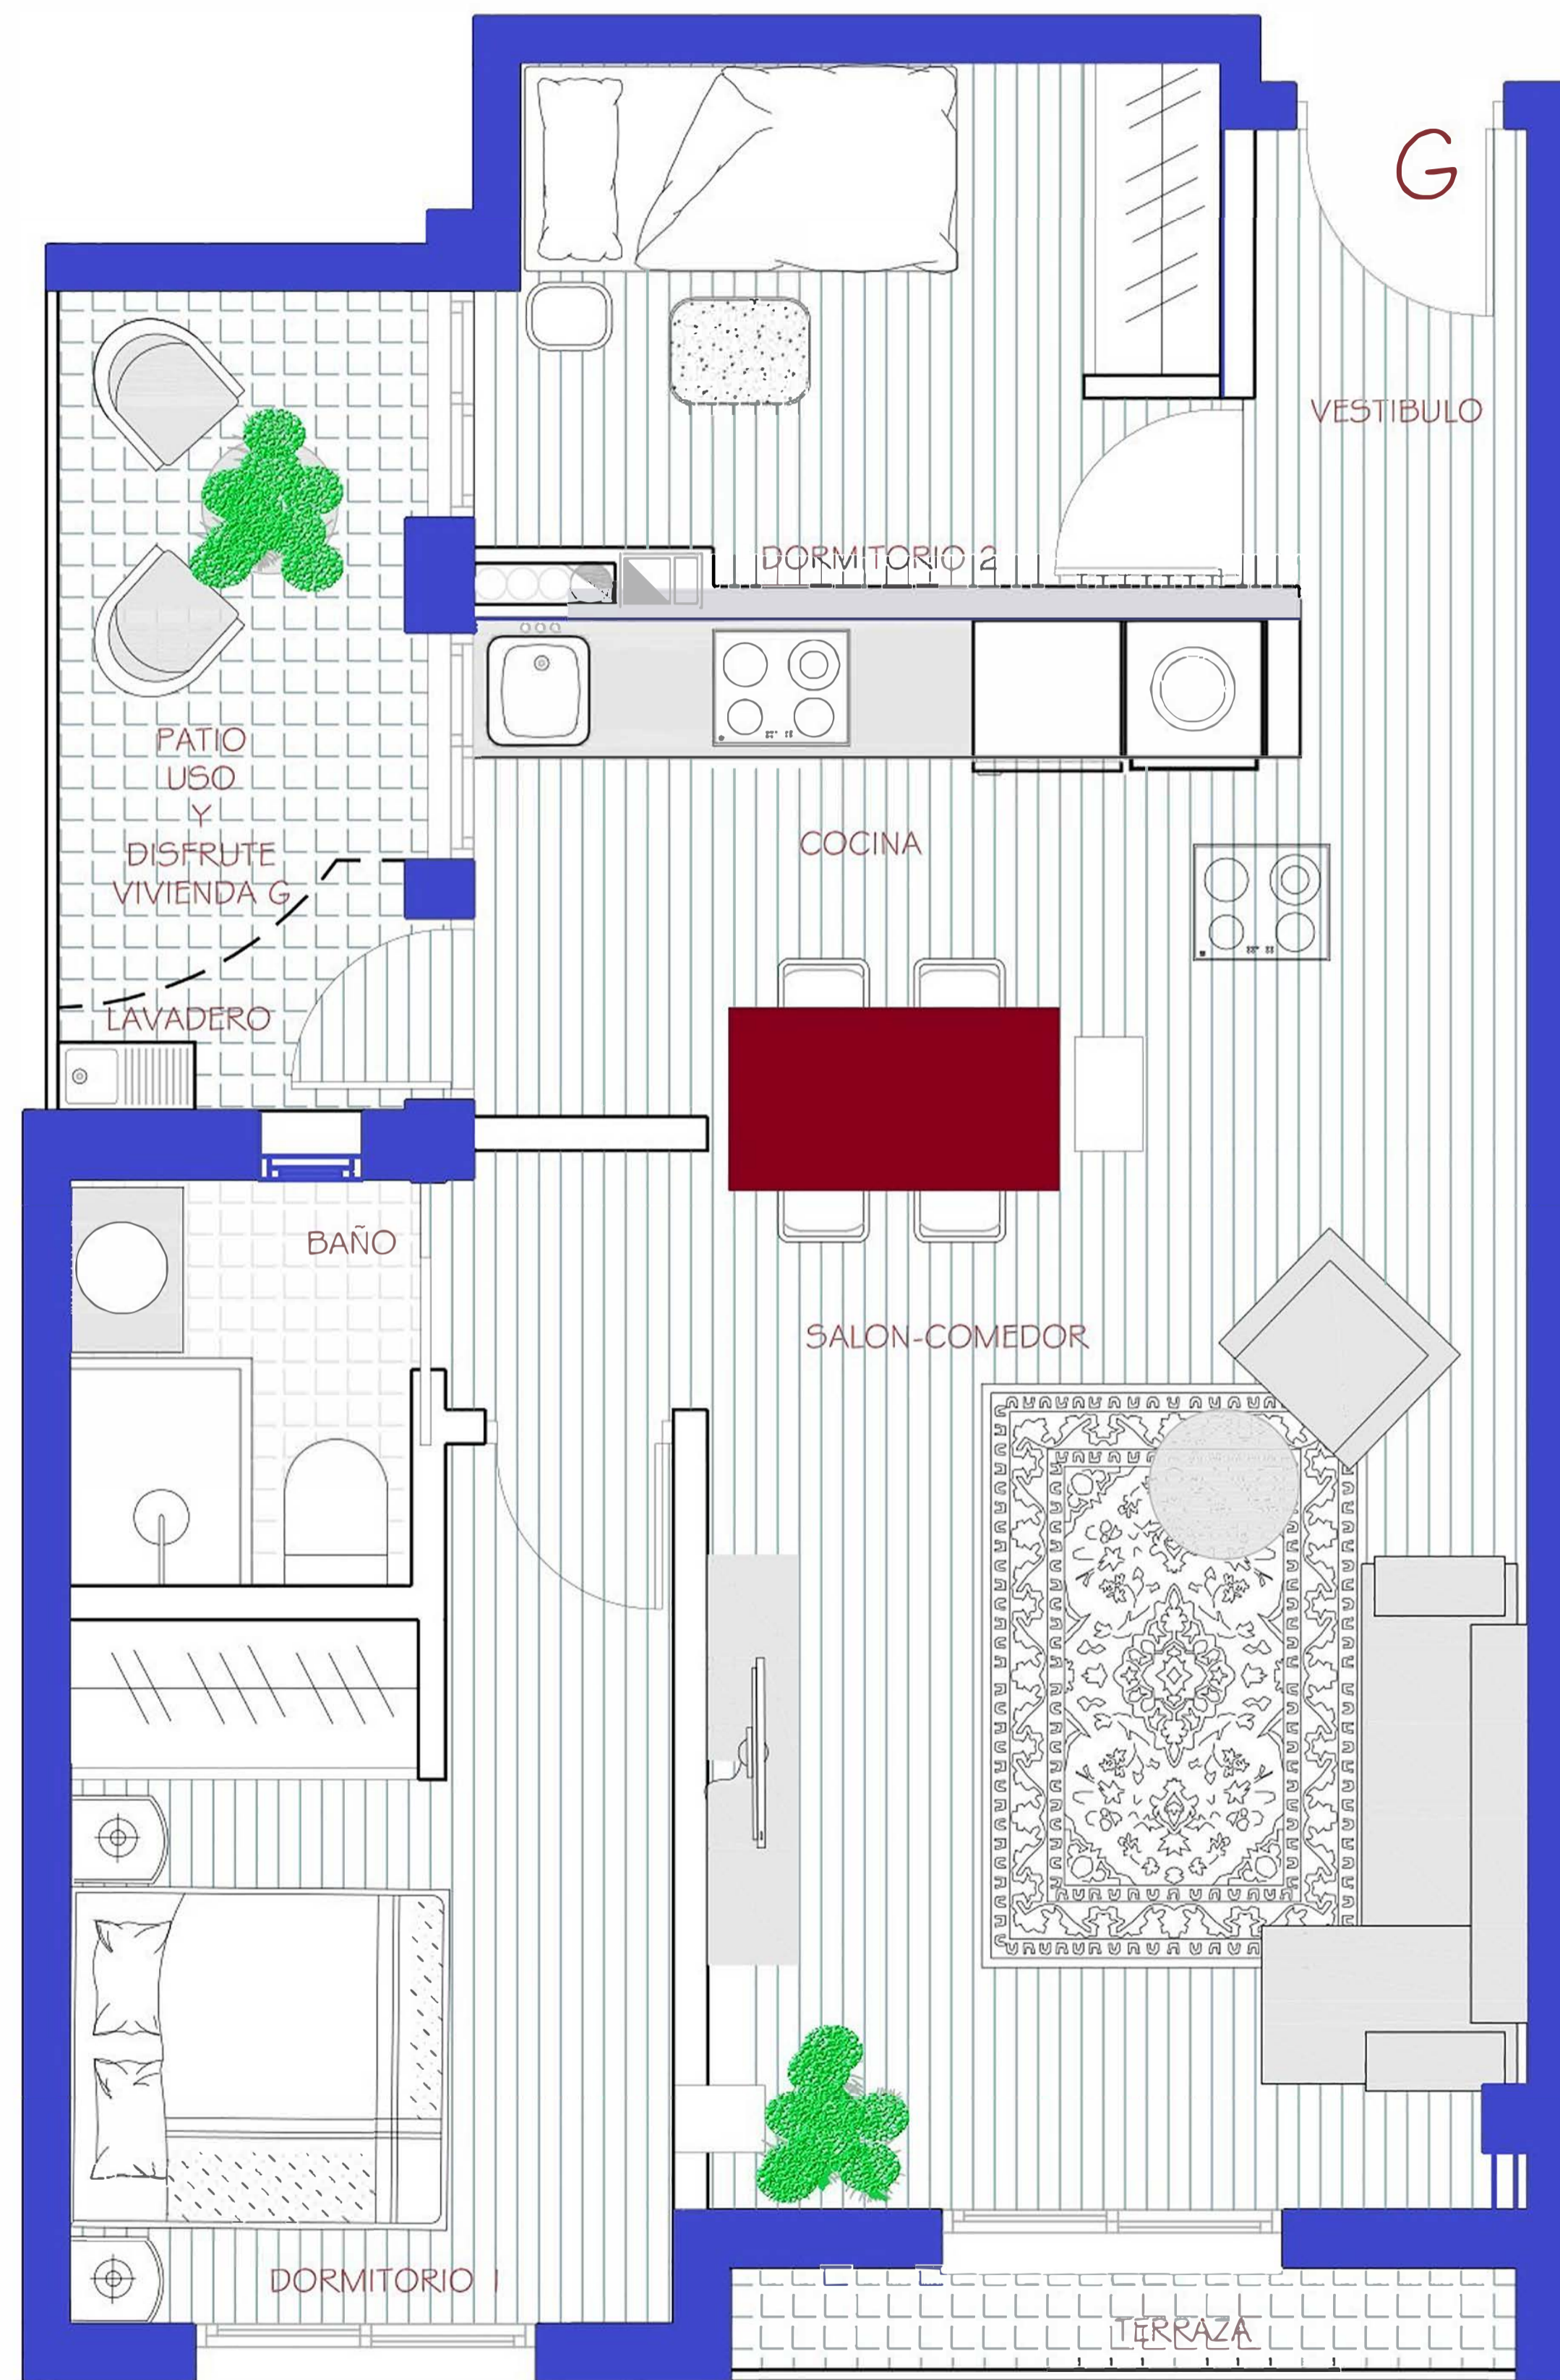 G
VESTIBULO
DORMITORIO 2
PATIO
USO
Y
DISFRUTE
VIVIENDA G
COCINA
LAVADERO
BAÑO
SALON-COMEDOR
DORMITORIO 1
TERRAZA